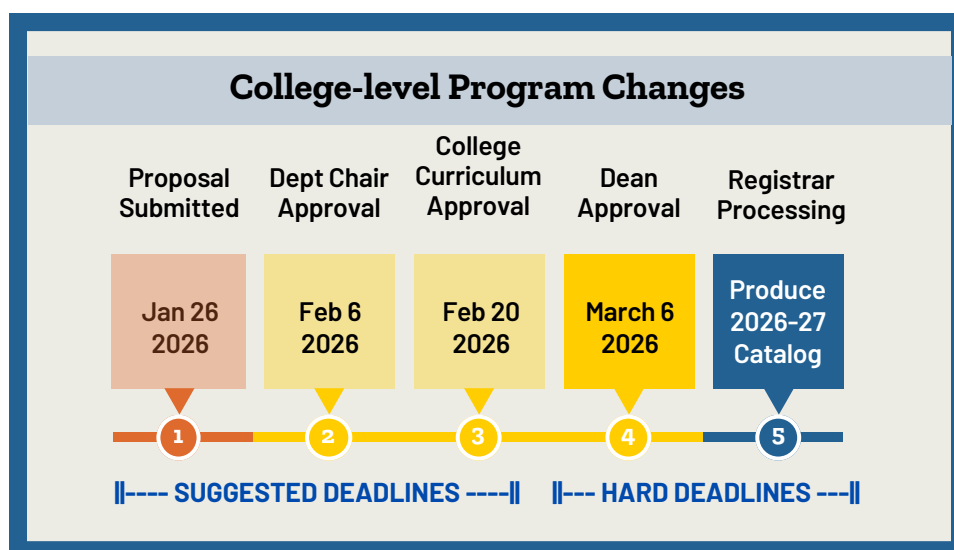 College-level Program Changes
Proposal
Submitted
Dept Chair
Approval
College
Curriculum
Approval
Dean
Approval
Registrar
Processing
Jan 26
2026
Feb 6
2026
Feb 20
2026
March 6
2026
Produce
2026-27
Catalog
1
2
3
4
5
||---- SUGGESTED DEADLINES ----||
||--- HARD DEADLINES ---||